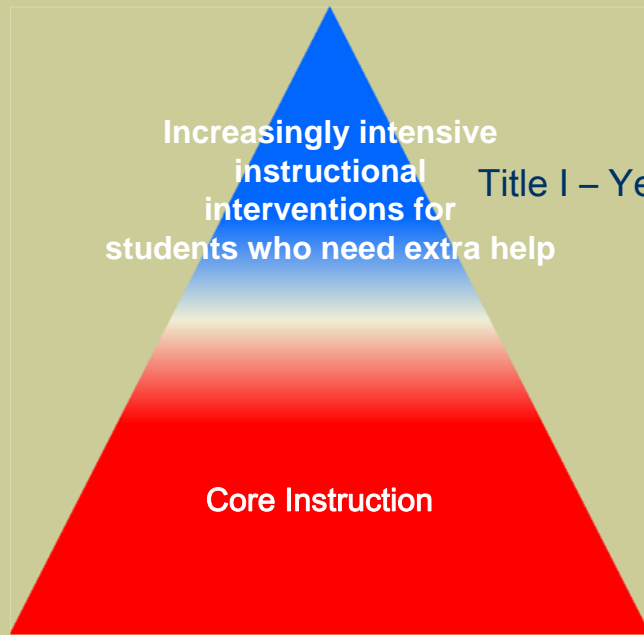 Increasingly intensive
instructional
interventions for
students who need extra help
Title I – Ye
Core Instruction